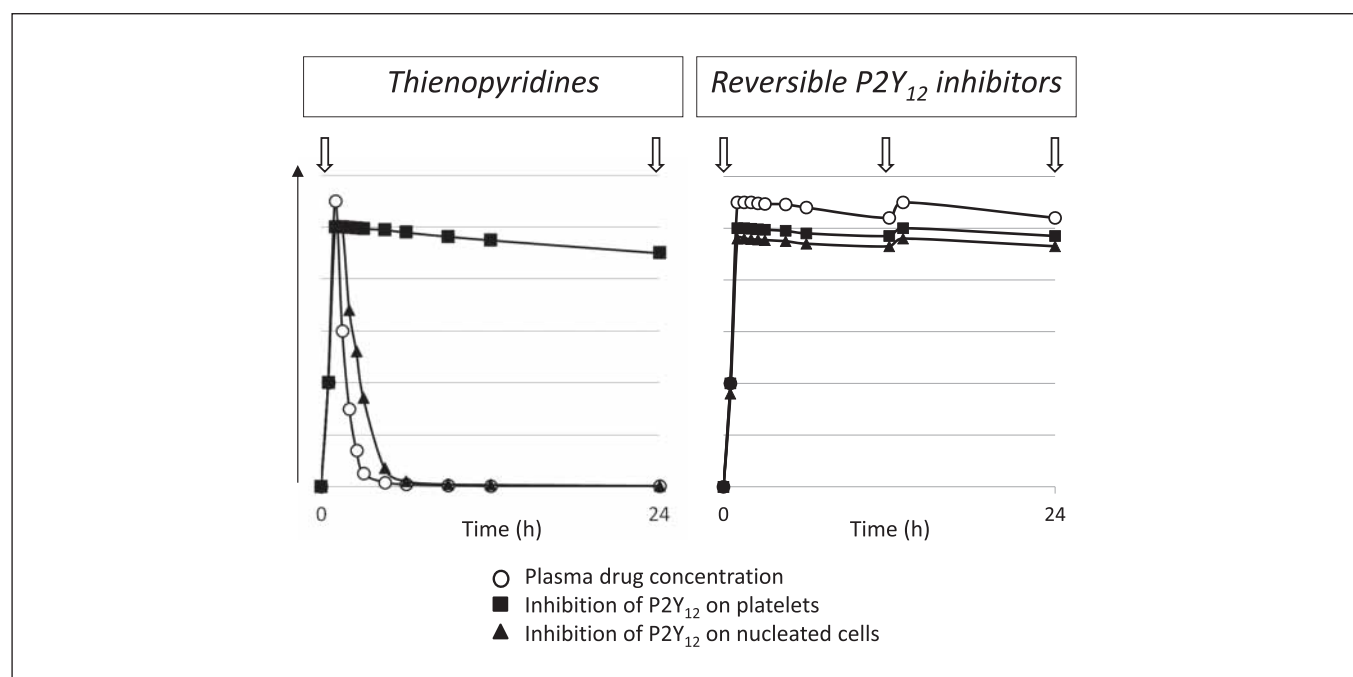 Thienopyridines
Reversible P2Y12 inhibitors
0
24
Time (h)
0
24
Time (h)
Plasma drug concentration
Inhibition of P2Y12 on platelets
Inhibition of P2Y12 on nucleated cells